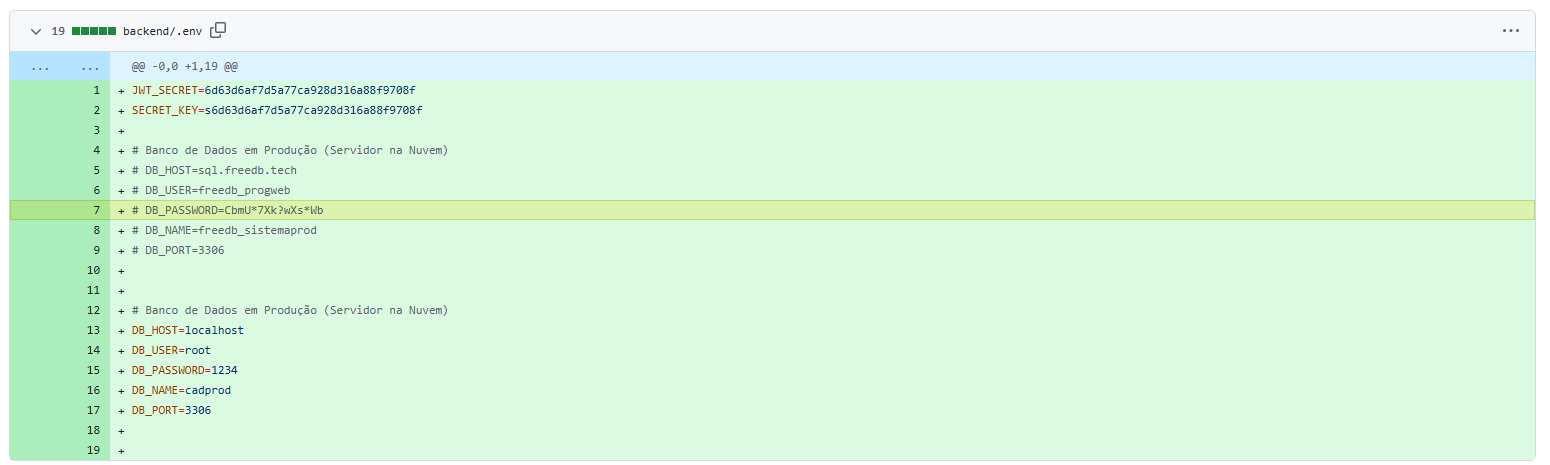 19 backend/.env
... ... @@ -0,0 +1,19 @@
1 + JWT_SECRET=6d63d6af7d5a77ca928d316a88f9708f
2 + SECRET_KEY=s6d63d6af7d5a77ca928d316a88f9708f
3 +
4 + # Banco de Dados em Produção (Servidor na Nuvem)
5 + # DB_HOST=sql.freedb.tech
6 + # DB_USER=freedb_progweb
7 + # DB_PASSWORD=CbmU*7Xk?wXs*Wb
8 + # DB_NAME=freedb_sistemaprod
9 + # DB_PORT=3306
10 +
11 +
12 + # Banco de Dados em Produção (Servidor na Nuvem)
13 + DB_HOST=localhost
14 + DB_USER=root
15 + DB_PASSWORD=1234
16 + DB_NAME=cadprod
17 + DB_PORT=3306
18 +
19 +